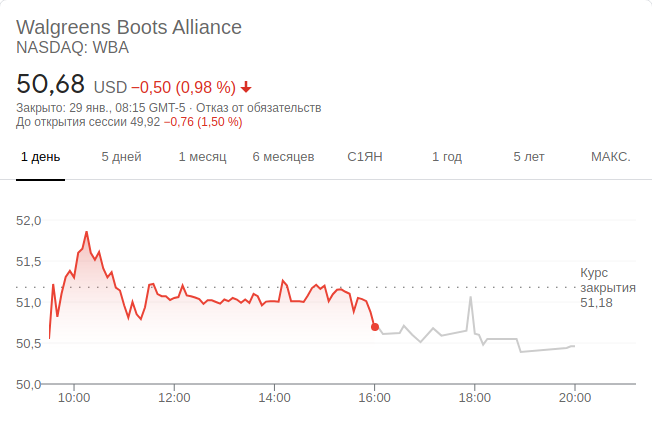 Walgreens Boots Alliance
NASDAQ: WBA
50,68 USD −0,50 (0,98 %)
Закрыто: 29 янв., 08:15 GMT-5 · Отказ от обязательств
До открытия сессии 49,92 −0,76 (1,50 %)
1 день 5 дней 1 месяц 6 месяцев С1ЯН 1 год 5 лет МАКС.
52,0
51,5
Курс
закрытия
51,18
51,0
50,5
50,0
10:00 12:00 14:00 16:00 18:00 20:00